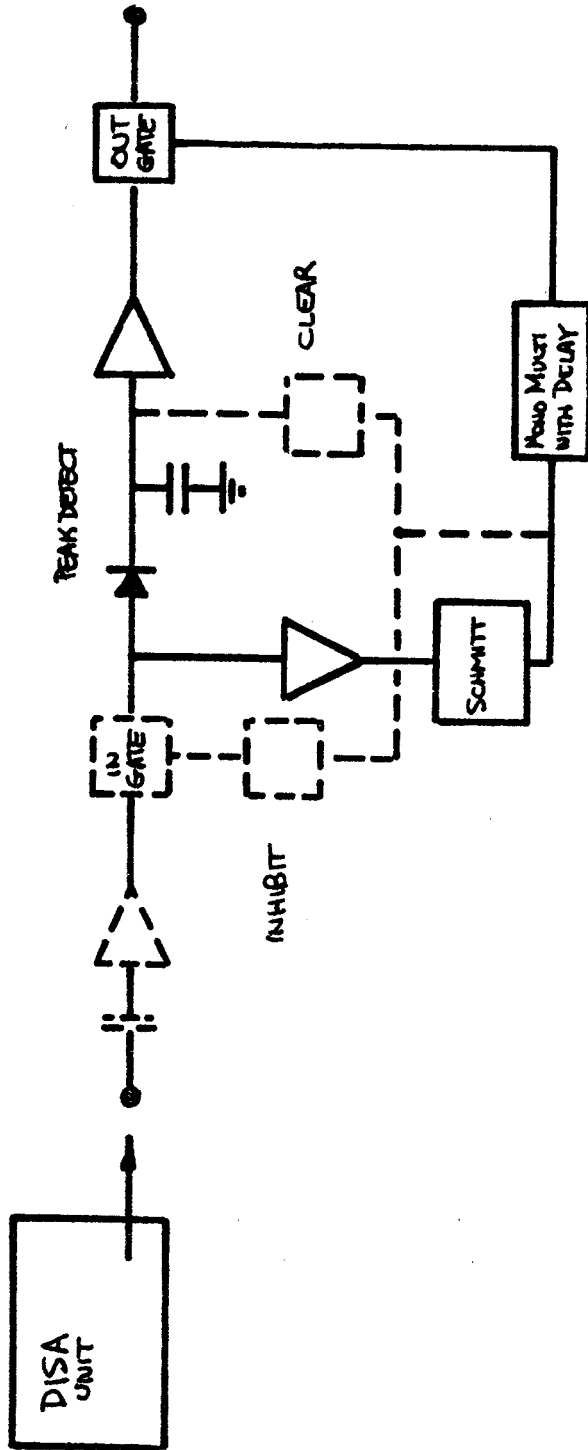 DISA
UNIT
IN
GATE
INHIBIT
PEAK DETECT
CLEAR
OUT
GATE
SCHMITT
MONO MULTI
WITH DELAY